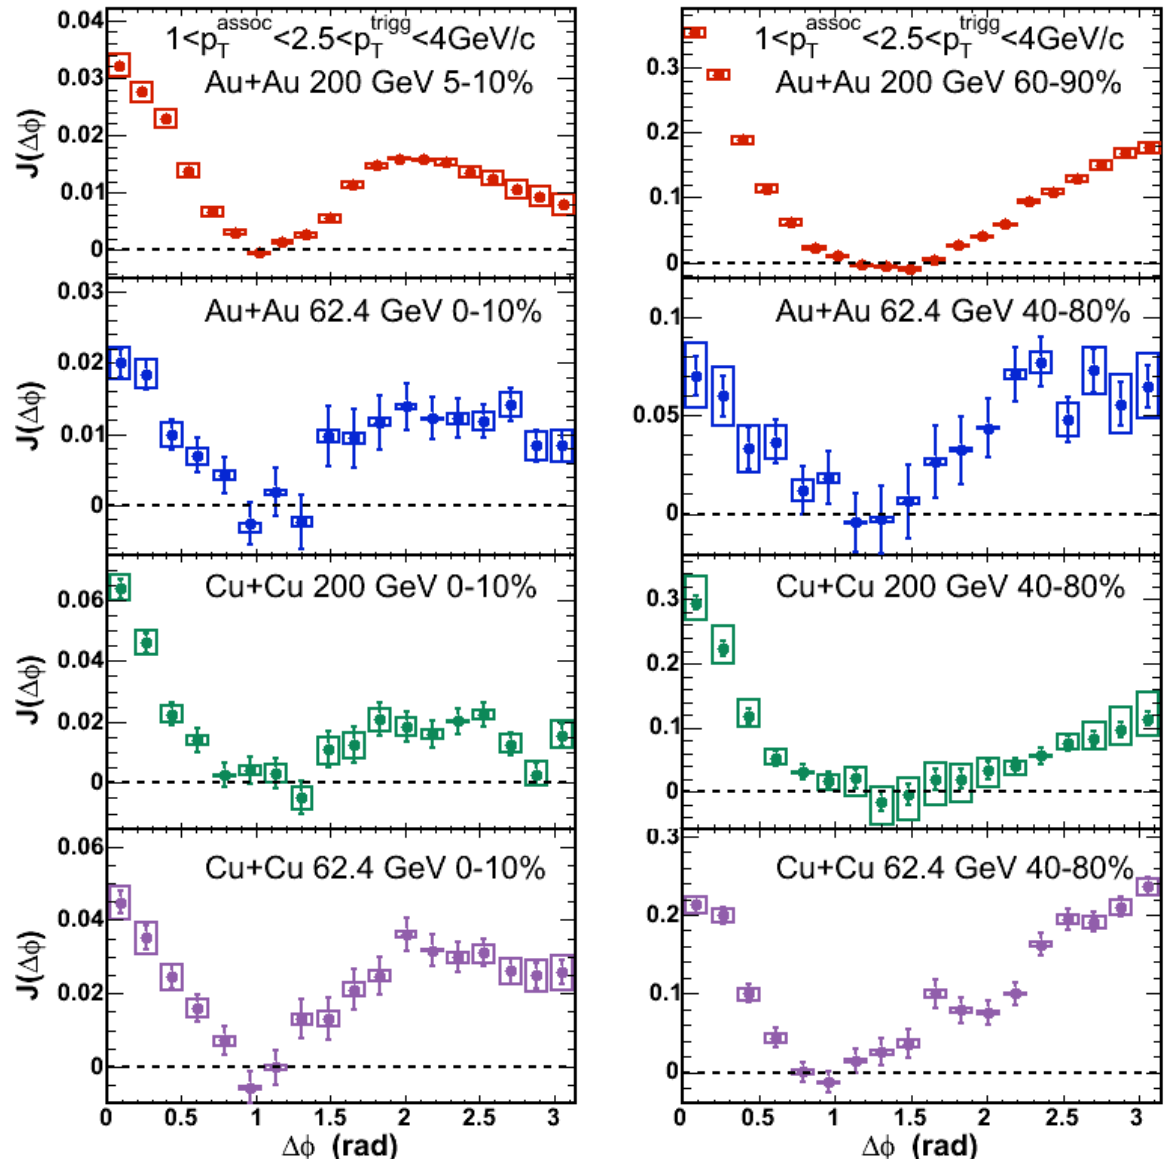 1<p_T^assoc<2.5<p_T^trigg<4GeV/c
Au+Au 200 GeV 5-10%
J(Δϕ)
0.04
0.03
0.02
0.01
0
1<p_T^assoc<2.5<p_T^trigg<4GeV/c
Au+Au 200 GeV 60-90%
0.3
0.2
0.1
0
Au+Au 62.4 GeV 0-10%
J(Δϕ)
0.03
0.02
0.01
0
Au+Au 62.4 GeV 40-80%
0.1
0.05
0
Cu+Cu 200 GeV 0-10%
J(Δϕ)
0.06
0.04
0.02
0
Cu+Cu 200 GeV 40-80%
0.3
0.2
0.1
0
Cu+Cu 62.4 GeV 0-10%
J(Δϕ)
0.06
0.04
0.02
0
0 0.5 1 1.5 2 2.5 3
Δϕ (rad)
Cu+Cu 62.4 GeV 40-80%
0.3
0.2
0.1
0
0 0.5 1 1.5 2 2.5 3
Δϕ (rad)